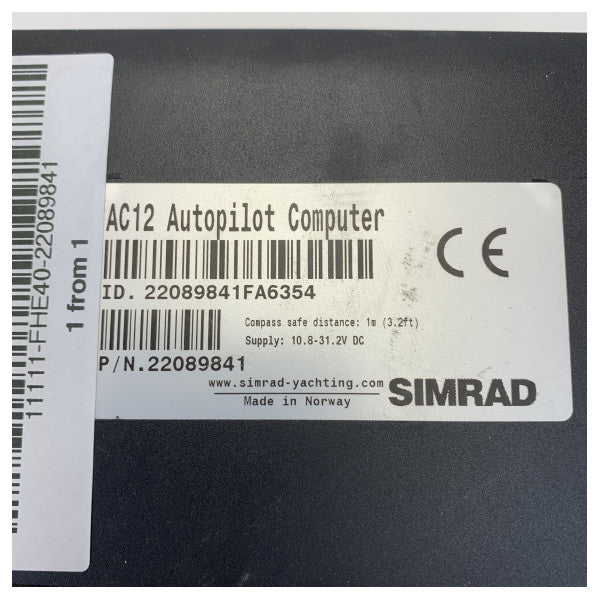 AC12 Autopilot Computer
CE
ID. 22089841FA6354
Compass safe distance: 1m (3.2ft)
Supply: 10.8-31.2V DC
P/N.22089841
www.simrad-yachting.com
Made in Norway
SIMRAD
11111-FHE40-22089841
1 from 1